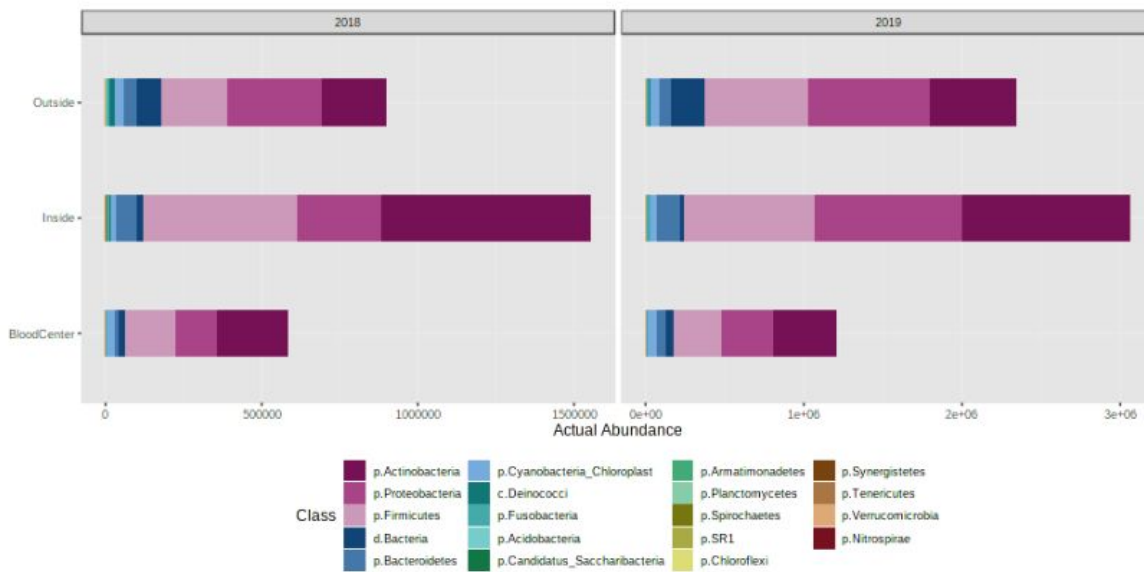 2018 2019
Outside
Inside
BloodCenter
0 500000 1000000 1500000 0e+00 1e+06 2e+06 3e+06
Actual Abundance
Class
p.Actinobacteria p.Cyanobacteria_Chloroplast p.Armatimonadetes p.Synergistetes
p.Proteobacteria c.Deinococci p.Planctomycetes p.Tenericutes
p.Firmicutes p.Fusobacteria p.Spirochaetes p.Verrucomicrobia
d.Bacteria p.Acidobacteria p.SR1 p.Nitrospirae
p.Bacteroidetes p.Candidatus_Saccharibacteria p.Chloroflexi